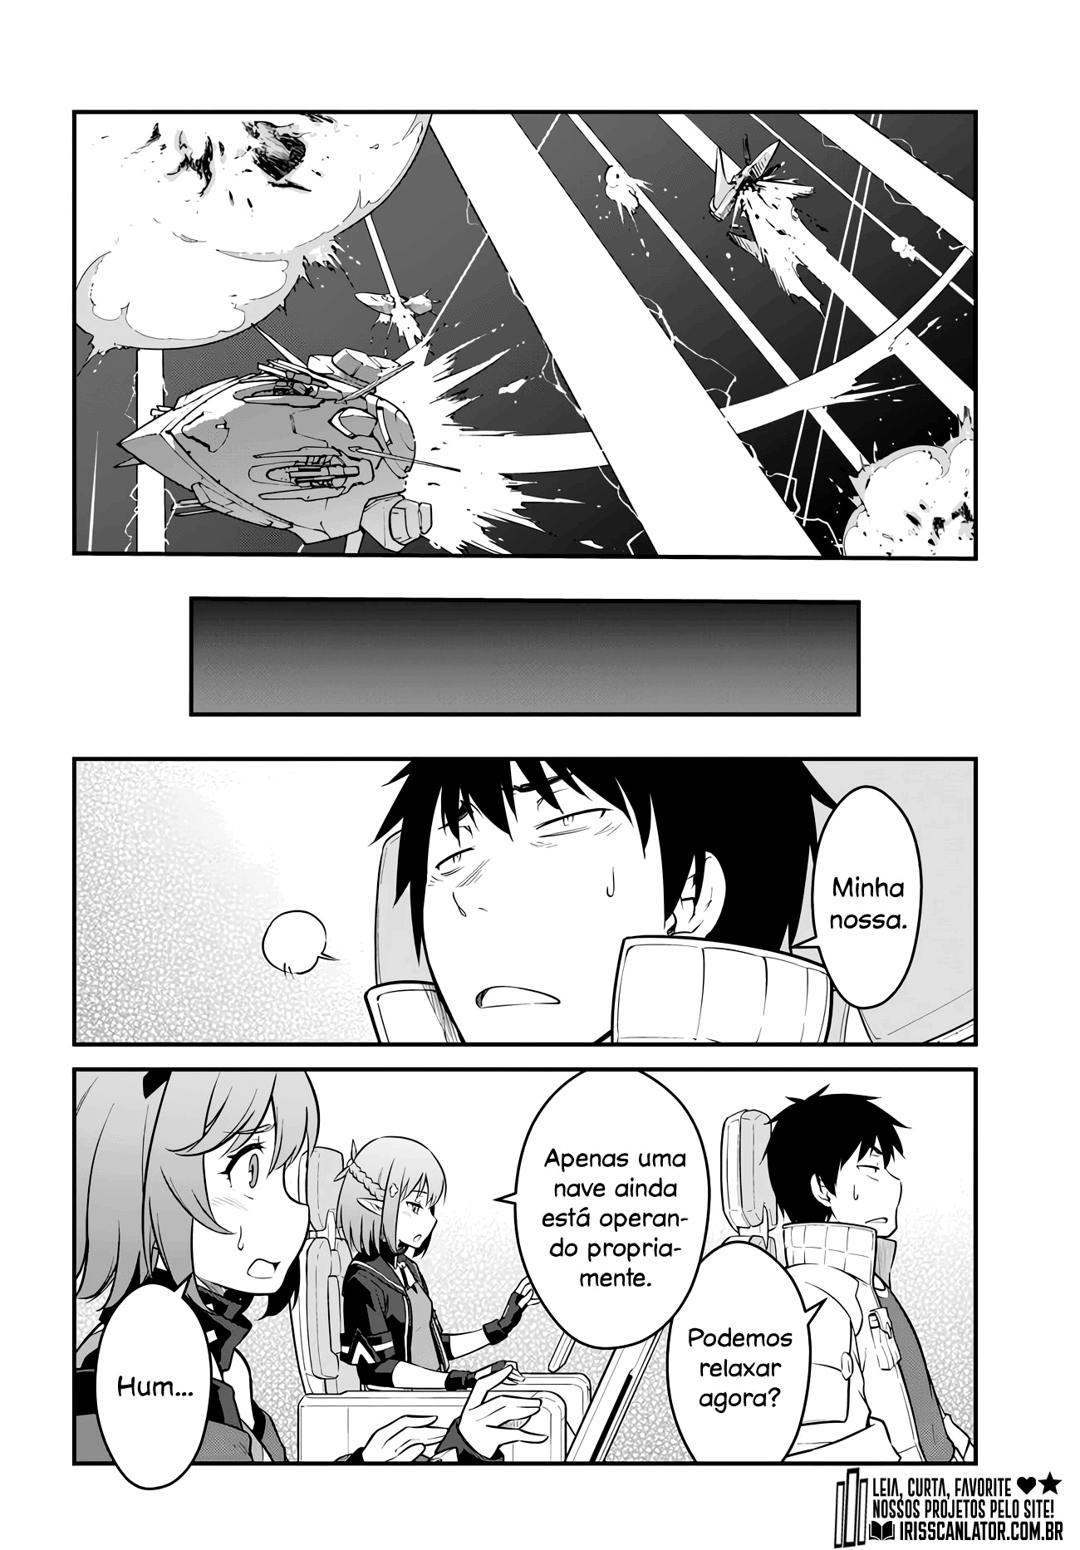 Minha
nossa.
Podemos
relaxar
agora?
Apenas uma
nave ainda
está operan-
do propria-
mente.
Hum...
LEIA, CURTA, FAVORITE
NOSSOS PROJETOS PELO SITE!
IRISSCANLATOR.COM.BR